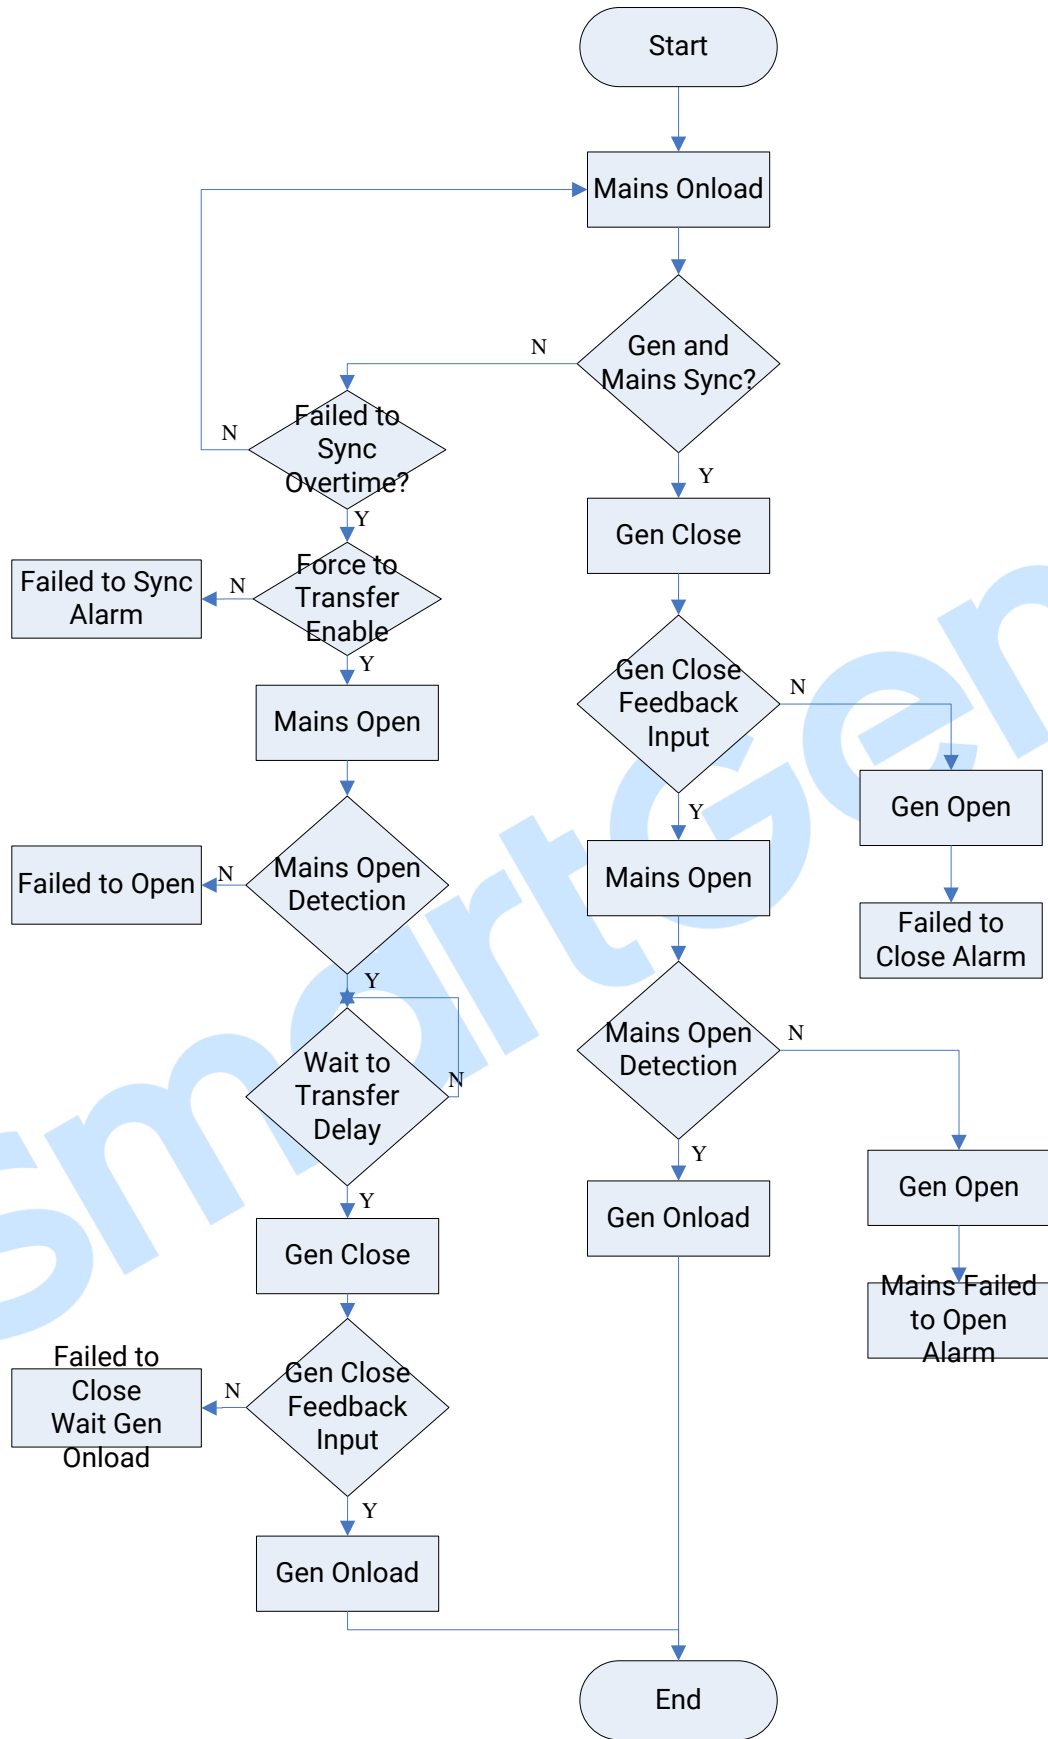 Start
Mains Onload
Gen and
Mains Sync?
N
Y
Failed to
Sync
Overtime?
N
Y
Force to
Transfer
Enable
N
Y
Failed to Sync
Alarm
Mains Open
Mains Open
Detection
N
Y
Failed to Open
Wait to
Transfer
Delay
N
Y
Gen Close
Gen Close
Feedback
Input
N
Y
Failed to
Close
Wait Gen
Onload
Gen Onload
Gen Close
Gen Close
Feedback
Input
N
Y
Gen Open
Failed to
Close Alarm
Mains Open
Mains Open
Detection
N
Y
Gen Open
Mains Failed
to Open
Alarm
Gen Onload
End
smartGen